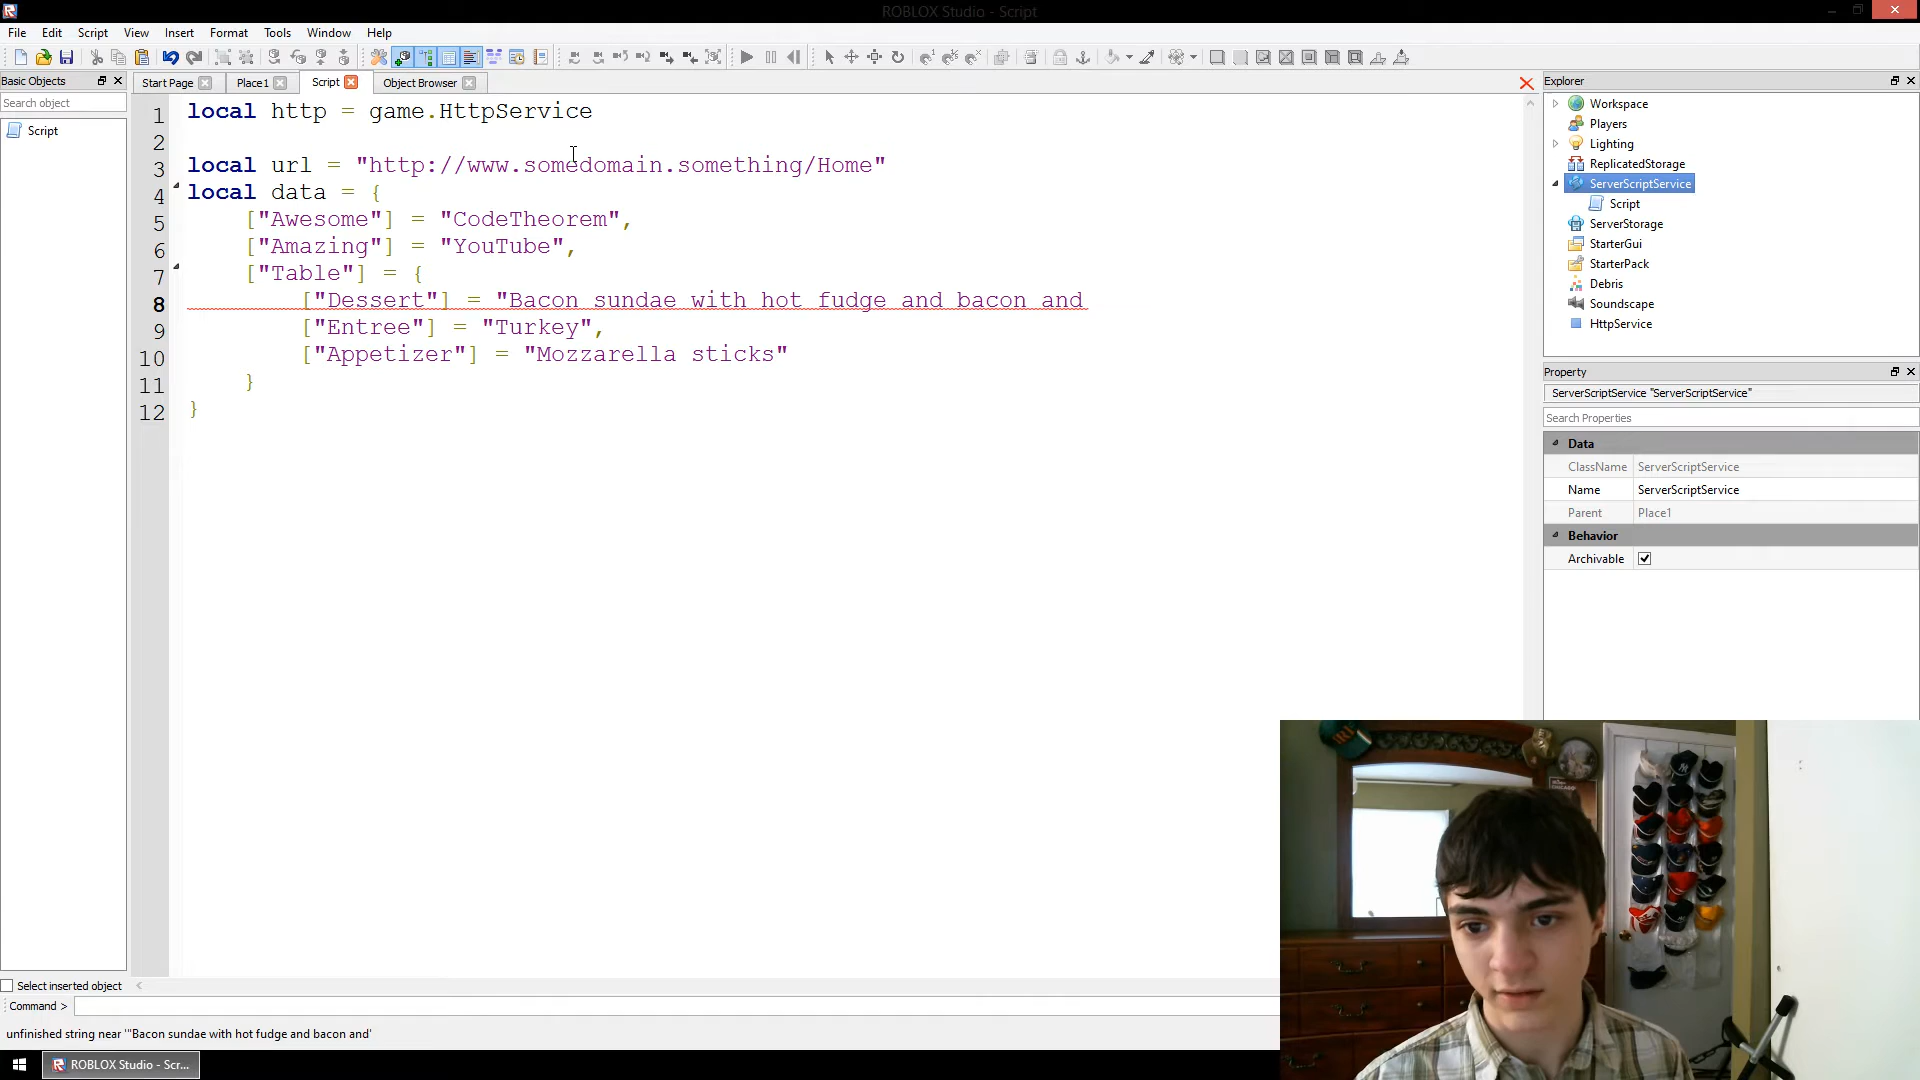 ROBLOX Studio - Script
File Edit Script View Insert Format Tools Window Help
Basic Objects
Search object
Script
Start Page Place1 Script Object Browser
1 local http = game.HttpService
2
3 local url = "http://www.somedomain.something/Home"
4 local data = {
5 ["Awesome"] = "CodeTheorem",
6 ["Amazing"] = "YouTube",
7 ["Table"] = {
8 ["Dessert"] = "Bacon sundae with hot fudge and bacon and
9 ["Entree"] = "Turkey",
10 ["Appetizer"] = "Mozzarella sticks"
11 }
12 }
Explorer
Workspace
Players
Lighting
ReplicatedStorage
ServerScriptService
Script
ServerStorage
StarterGui
StarterPack
Debris
Soundscape
HttpService
Property
ServerScriptService "ServerScriptService"
Search Properties
Data
ClassName ServerScriptService
Name ServerScriptService
Parent Place1
Behavior
Archivable
Select inserted object
Command >
unfinished string near '"Bacon sundae with hot fudge and bacon and'
ROBLOX Studio - Scr...